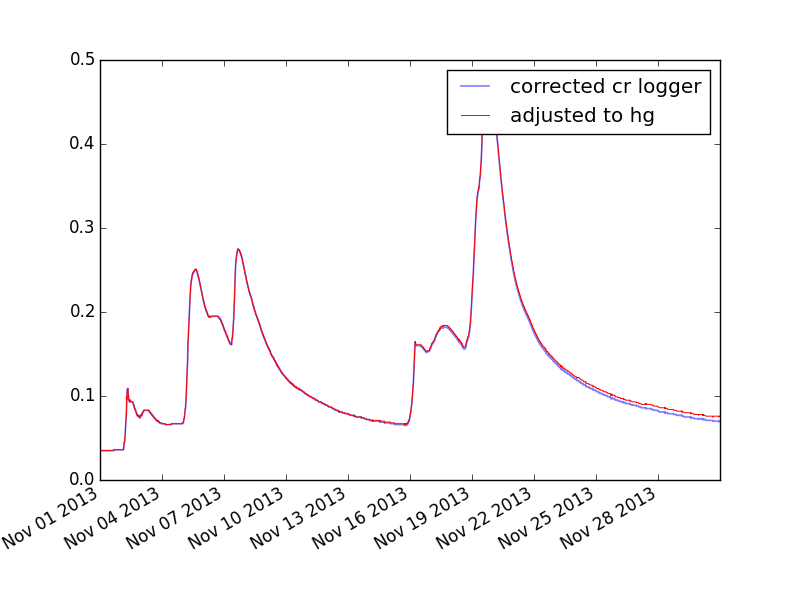 0.5
corrected cr logger
adjusted to hg
0.4
0.3
0.2
0.1
0.0
Nov 01 2013
Nov 04 2013
Nov 07 2013
Nov 10 2013
Nov 13 2013
Nov 16 2013
Nov 19 2013
Nov 22 2013
Nov 25 2013
Nov 28 2013